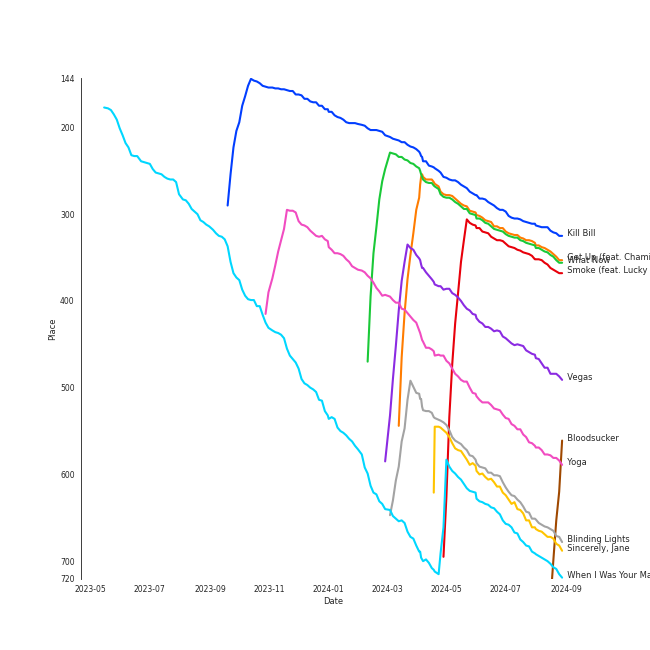 144
200
300
400
500
600
700
720
Place
2023-05
2023-07
2023-09
2023-11
2024-01
2024-03
2024-05
2024-07
2024-09
Date
Kill Bill
Get Up (feat. Chami
What Now
Smoke (feat. Lucky
Vegas
Bloodsucker
Yoga
Blinding Lights
Sincerely, Jane
When I Was Your Ma